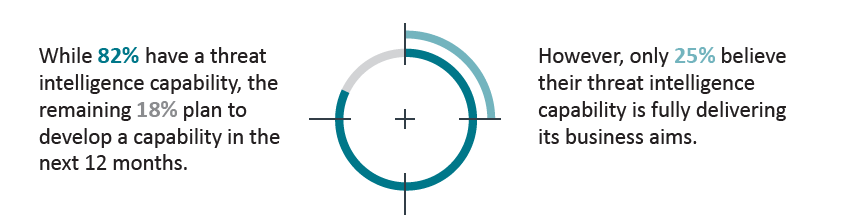 While 82% have a threat
intelligence capability, the
remaining 18% plan to
develop a capability in the
next 12 months.
However, only 25% believe
their threat intelligence
capability is fully delivering
its business aims.